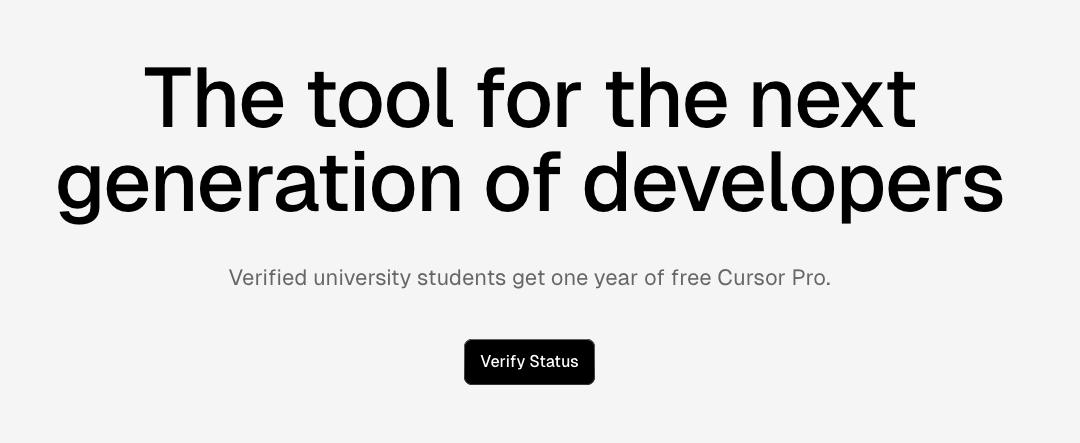 The tool for the next
generation of developers
Verified university students get one year of free Cursor Pro.
Verify Status